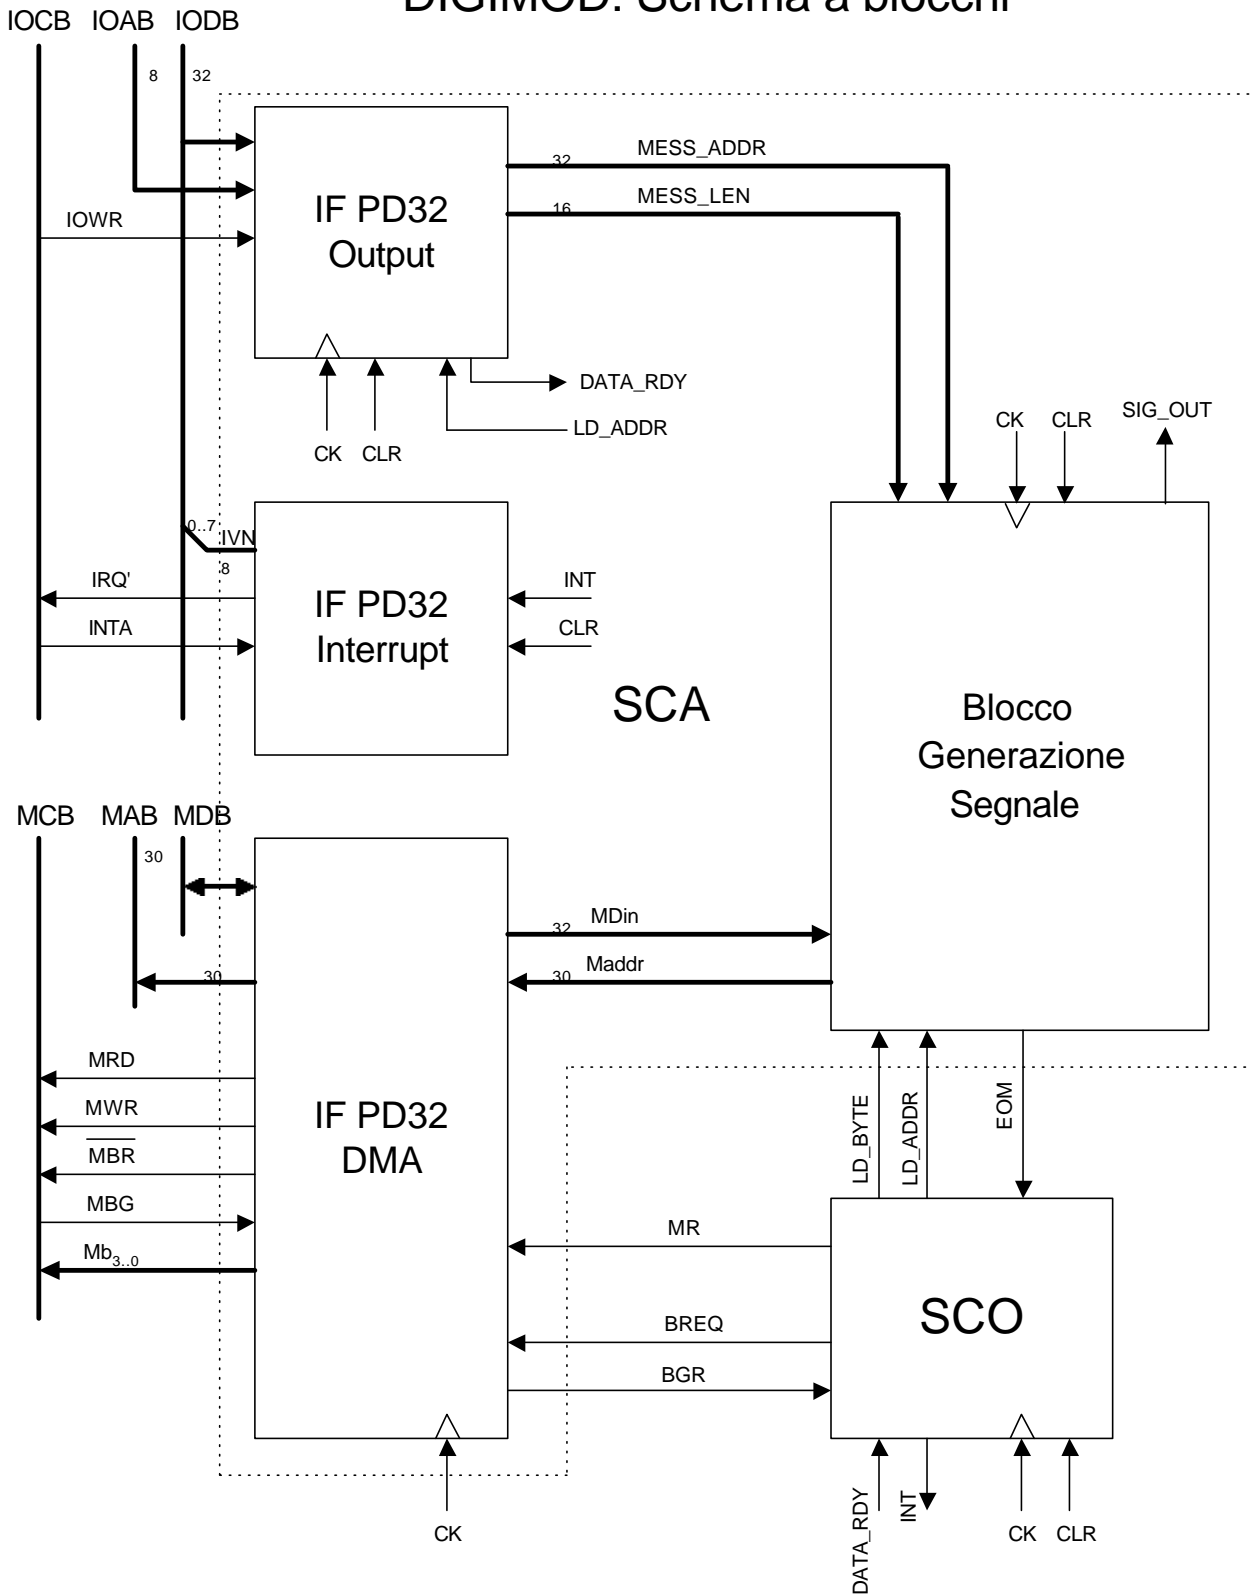 DIGIMOD: Schema a blocchi
IOCB IOAB IODB
8 32
IOWR
IF PD32
Output
32 MESS_ADDR
16 MESS_LEN
DATA_RDY
LD_ADDR
CK CLR
CK CLR SIG_OUT
0..7 IVN
8
IRQ'
INTA
IF PD32
Interrupt
INT
CLR
SCA
Blocco
Generazione
Segnale
MCB MAB MDB
30
30
MRD
MWR
MBR
MBG
Mb3..0
IF PD32
DMA
32 MDin
30 Maddr
LD_BYTE
LD_ADDR
EOM
MR
BREQ
BGR
SCO
CK
DATA_RDY
INT
CK CLR